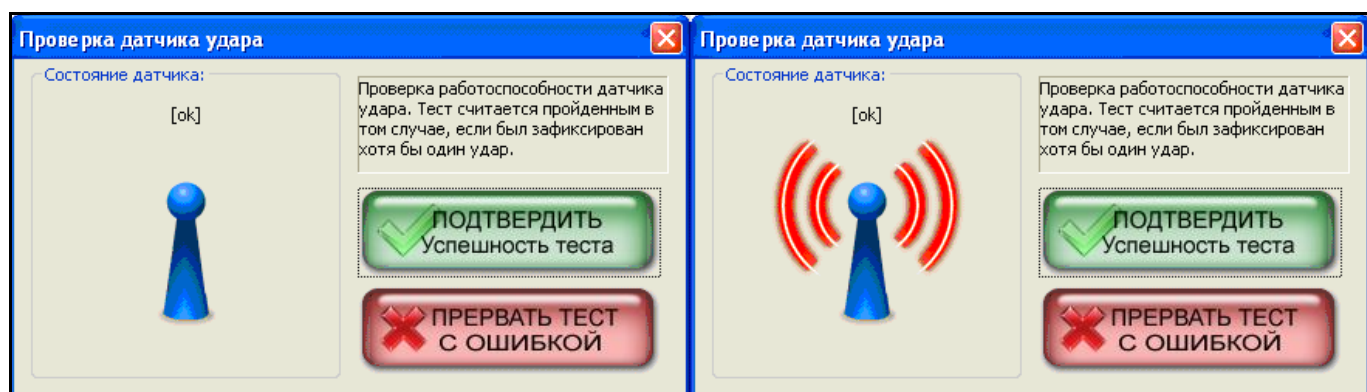 Проверка датчика удара
Состояние датчика:
[ok]
Проверка работоспособности датчика
удара. Тест считается пройденным в
том случае, если был зафиксирован
хотя бы один удар.
ПОДТВЕРДИТЬ
Успешность теста
ПРЕРВАТЬ ТЕСТ
С ОШИБКОЙ
Проверка датчика удара
Состояние датчика:
[ok]
Проверка работоспособности датчика
удара. Тест считается пройденным в
том случае, если был зафиксирован
хотя бы один удар.
ПОДТВЕРДИТЬ
Успешность теста
ПРЕРВАТЬ ТЕСТ
С ОШИБКОЙ